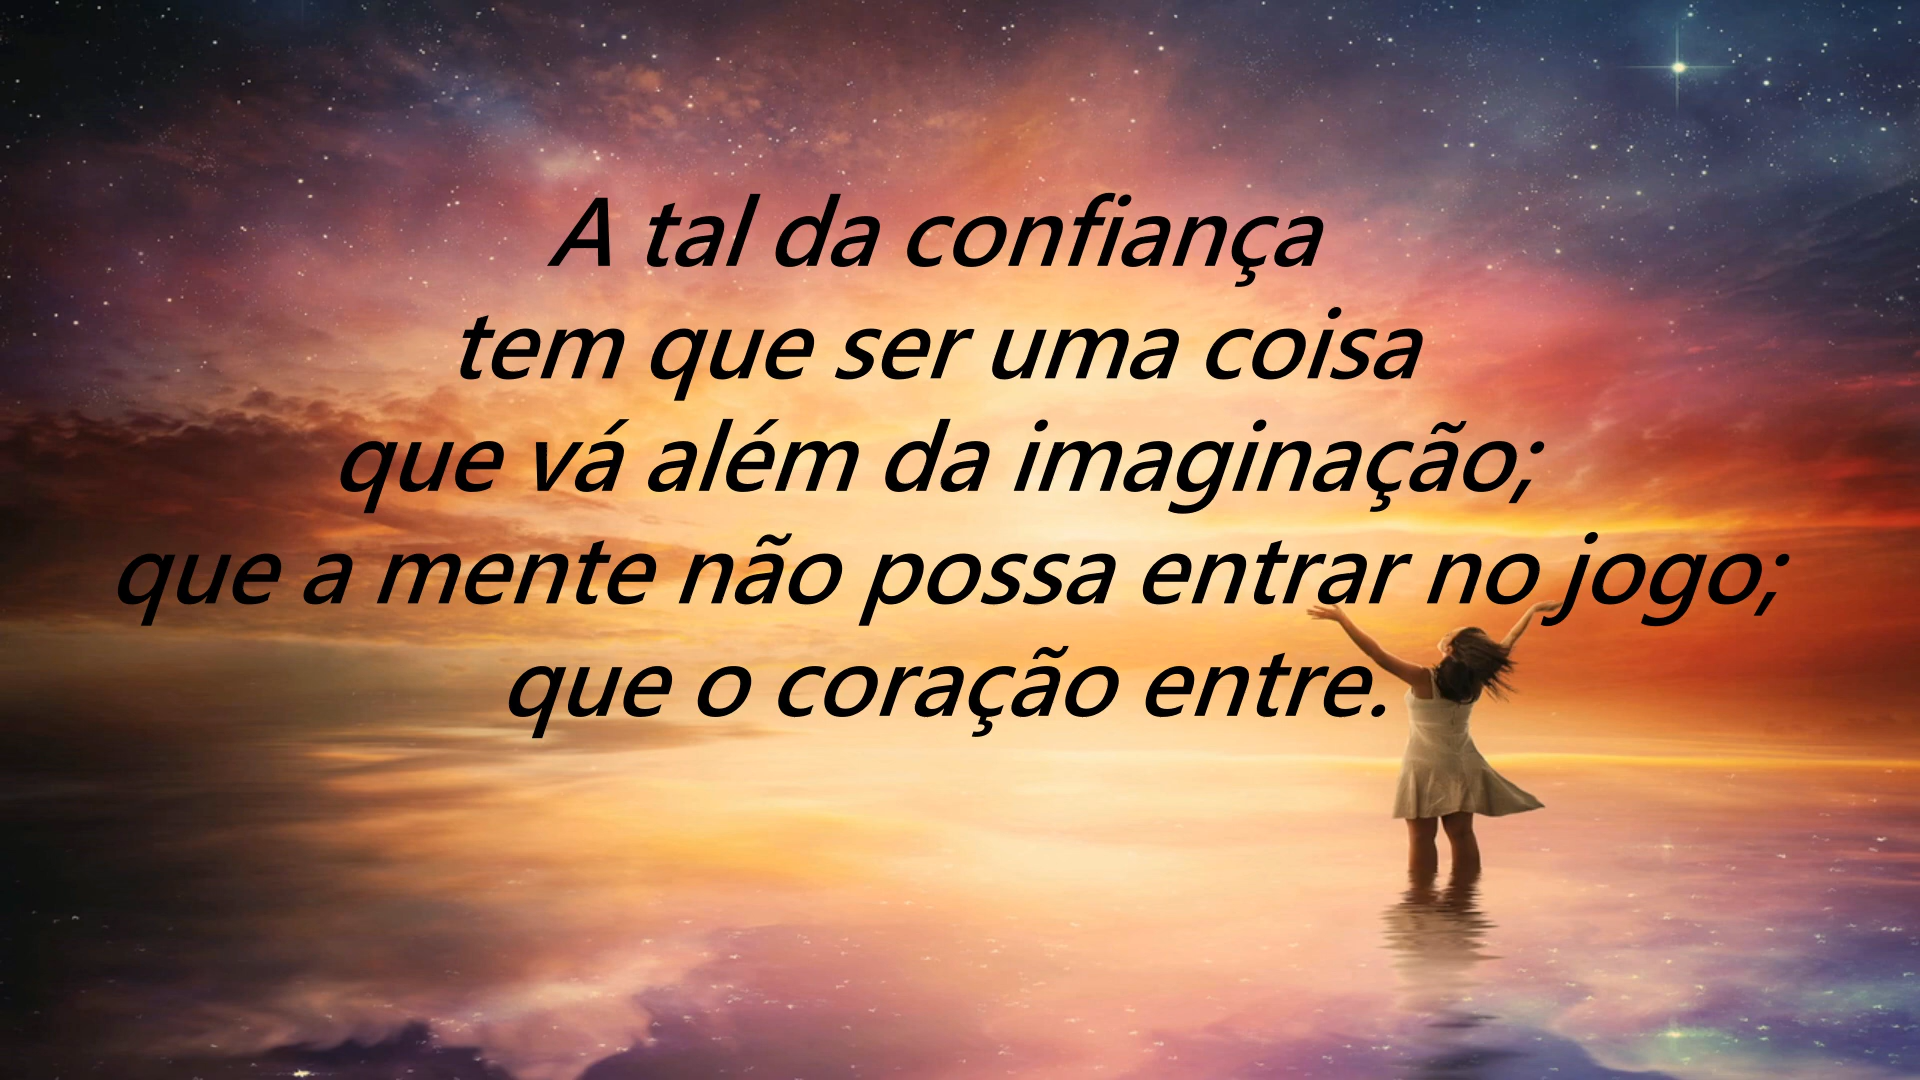 A tal da confiança
tem que ser uma coisa
que vá além da imaginação;
que a mente não possa entrar no jogo;
que o coração entre.